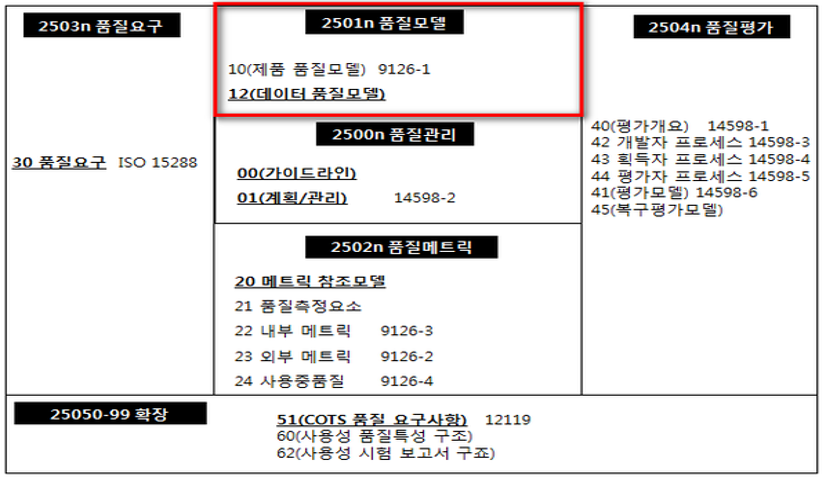 2503n 품질요구
30 품질요구 ISO 15288
2501n 품질모델
10(제품 품질모델) 9126-1
12(데이터 품질모델)
2500n 품질관리
00(가이드라인)
01(계획/관리) 14598-2
2502n 품질메트릭
20 메트릭 참조모델
21 품질측정요소
22 내부 메트릭 9126-3
23 외부 메트릭 9126-2
24 사용중품질 9126-4
2504n 품질평가
40(평가개요) 14598-1
42 개발자 프로세스 14598-3
43 획득자 프로세스 14598-4
44 평가자 프로세스 14598-5
41(평가모델) 14598-6
45(복구평가모델)
25050-99 확장
51(COTS 품질 요구사항) 12119
60(사용성 품질특성 구조)
62(사용성 시험 보고서 구죠)